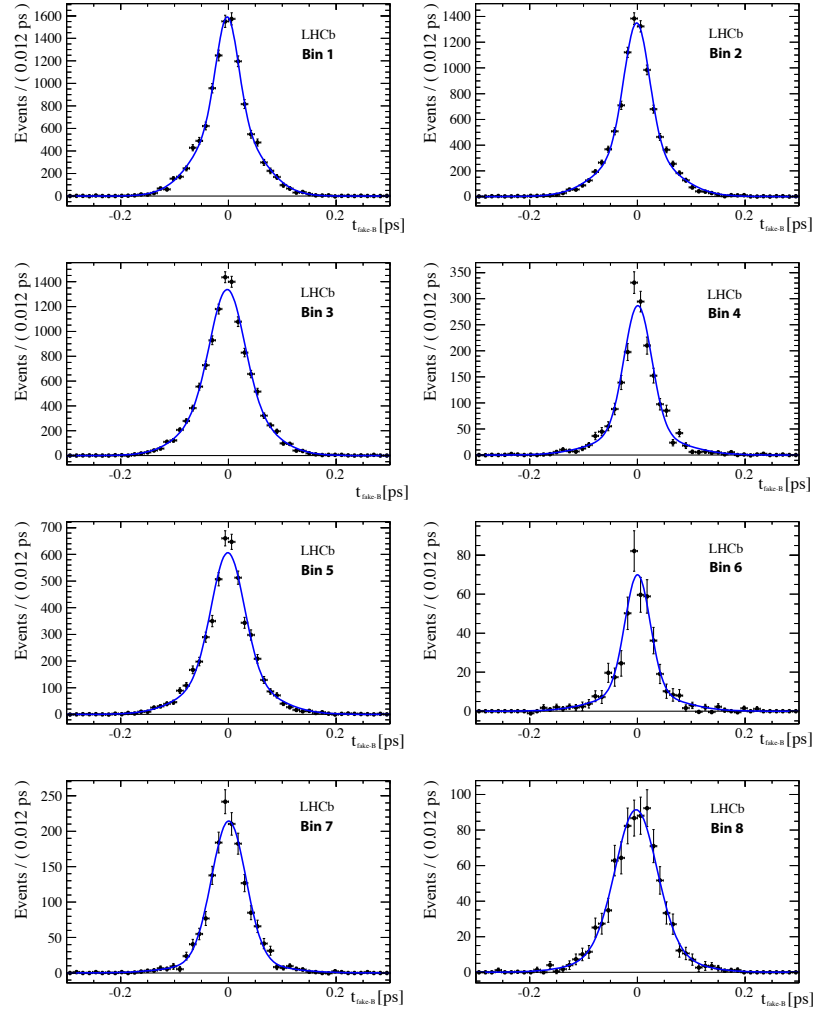 Events / ( 0.012 ps )
1600
1400
1200
1000
800
600
400
200
0
LHCb
Bin 1
-0.2
0
0.2
t_fake-B [ps]
Events / ( 0.012 ps )
1400
1200
1000
800
600
400
200
0
LHCb
Bin 2
-0.2
0
0.2
t_fake-B [ps]
Events / ( 0.012 ps )
1400
1200
1000
800
600
400
200
0
LHCb
Bin 3
-0.2
0
0.2
t_fake-B [ps]
Events / ( 0.012 ps )
350
300
250
200
150
100
50
0
LHCb
Bin 4
-0.2
0
0.2
t_fake-B [ps]
Events / ( 0.012 ps )
700
600
500
400
300
200
100
0
LHCb
Bin 5
-0.2
0
0.2
t_fake-B [ps]
Events / ( 0.012 ps )
80
60
40
20
0
LHCb
Bin 6
-0.2
0
0.2
t_fake-B [ps]
Events / ( 0.012 ps )
250
200
150
100
50
0
LHCb
Bin 7
-0.2
0
0.2
t_fake-B [ps]
Events / ( 0.012 ps )
100
80
60
40
20
0
LHCb
Bin 8
-0.2
0
0.2
t_fake-B [ps]